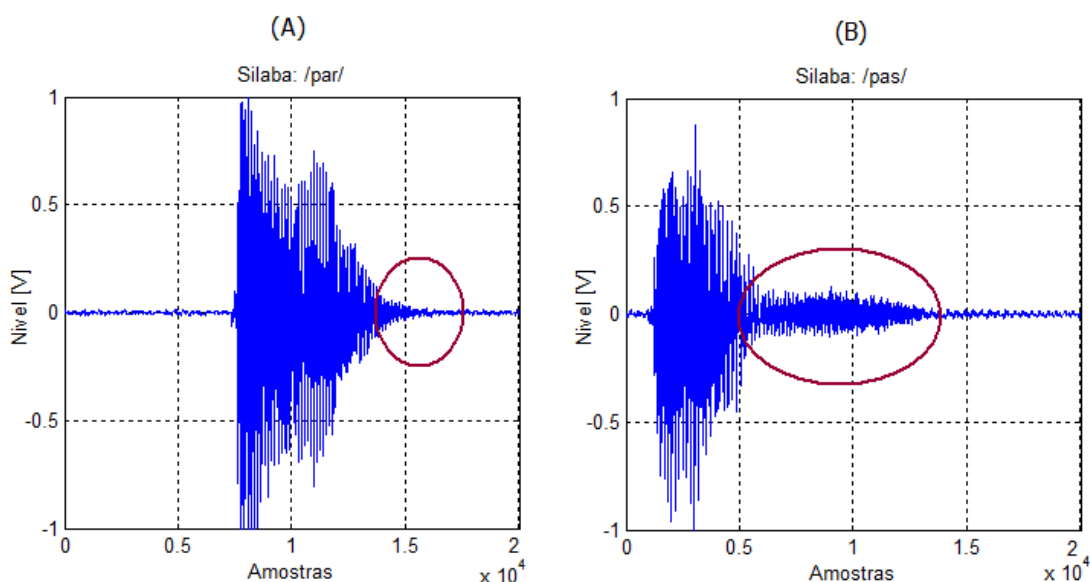 (A)
Silaba: /par/
Nivel [V]
1
0.5
0
-0.5
-1
0 0.5 1 1.5 2
x 10^4
Amostras
(B)
Silaba: /pas/
Nivel [V]
1
0.5
0
-0.5
-1
0 0.5 1 1.5 2
x 10^4
Amostras